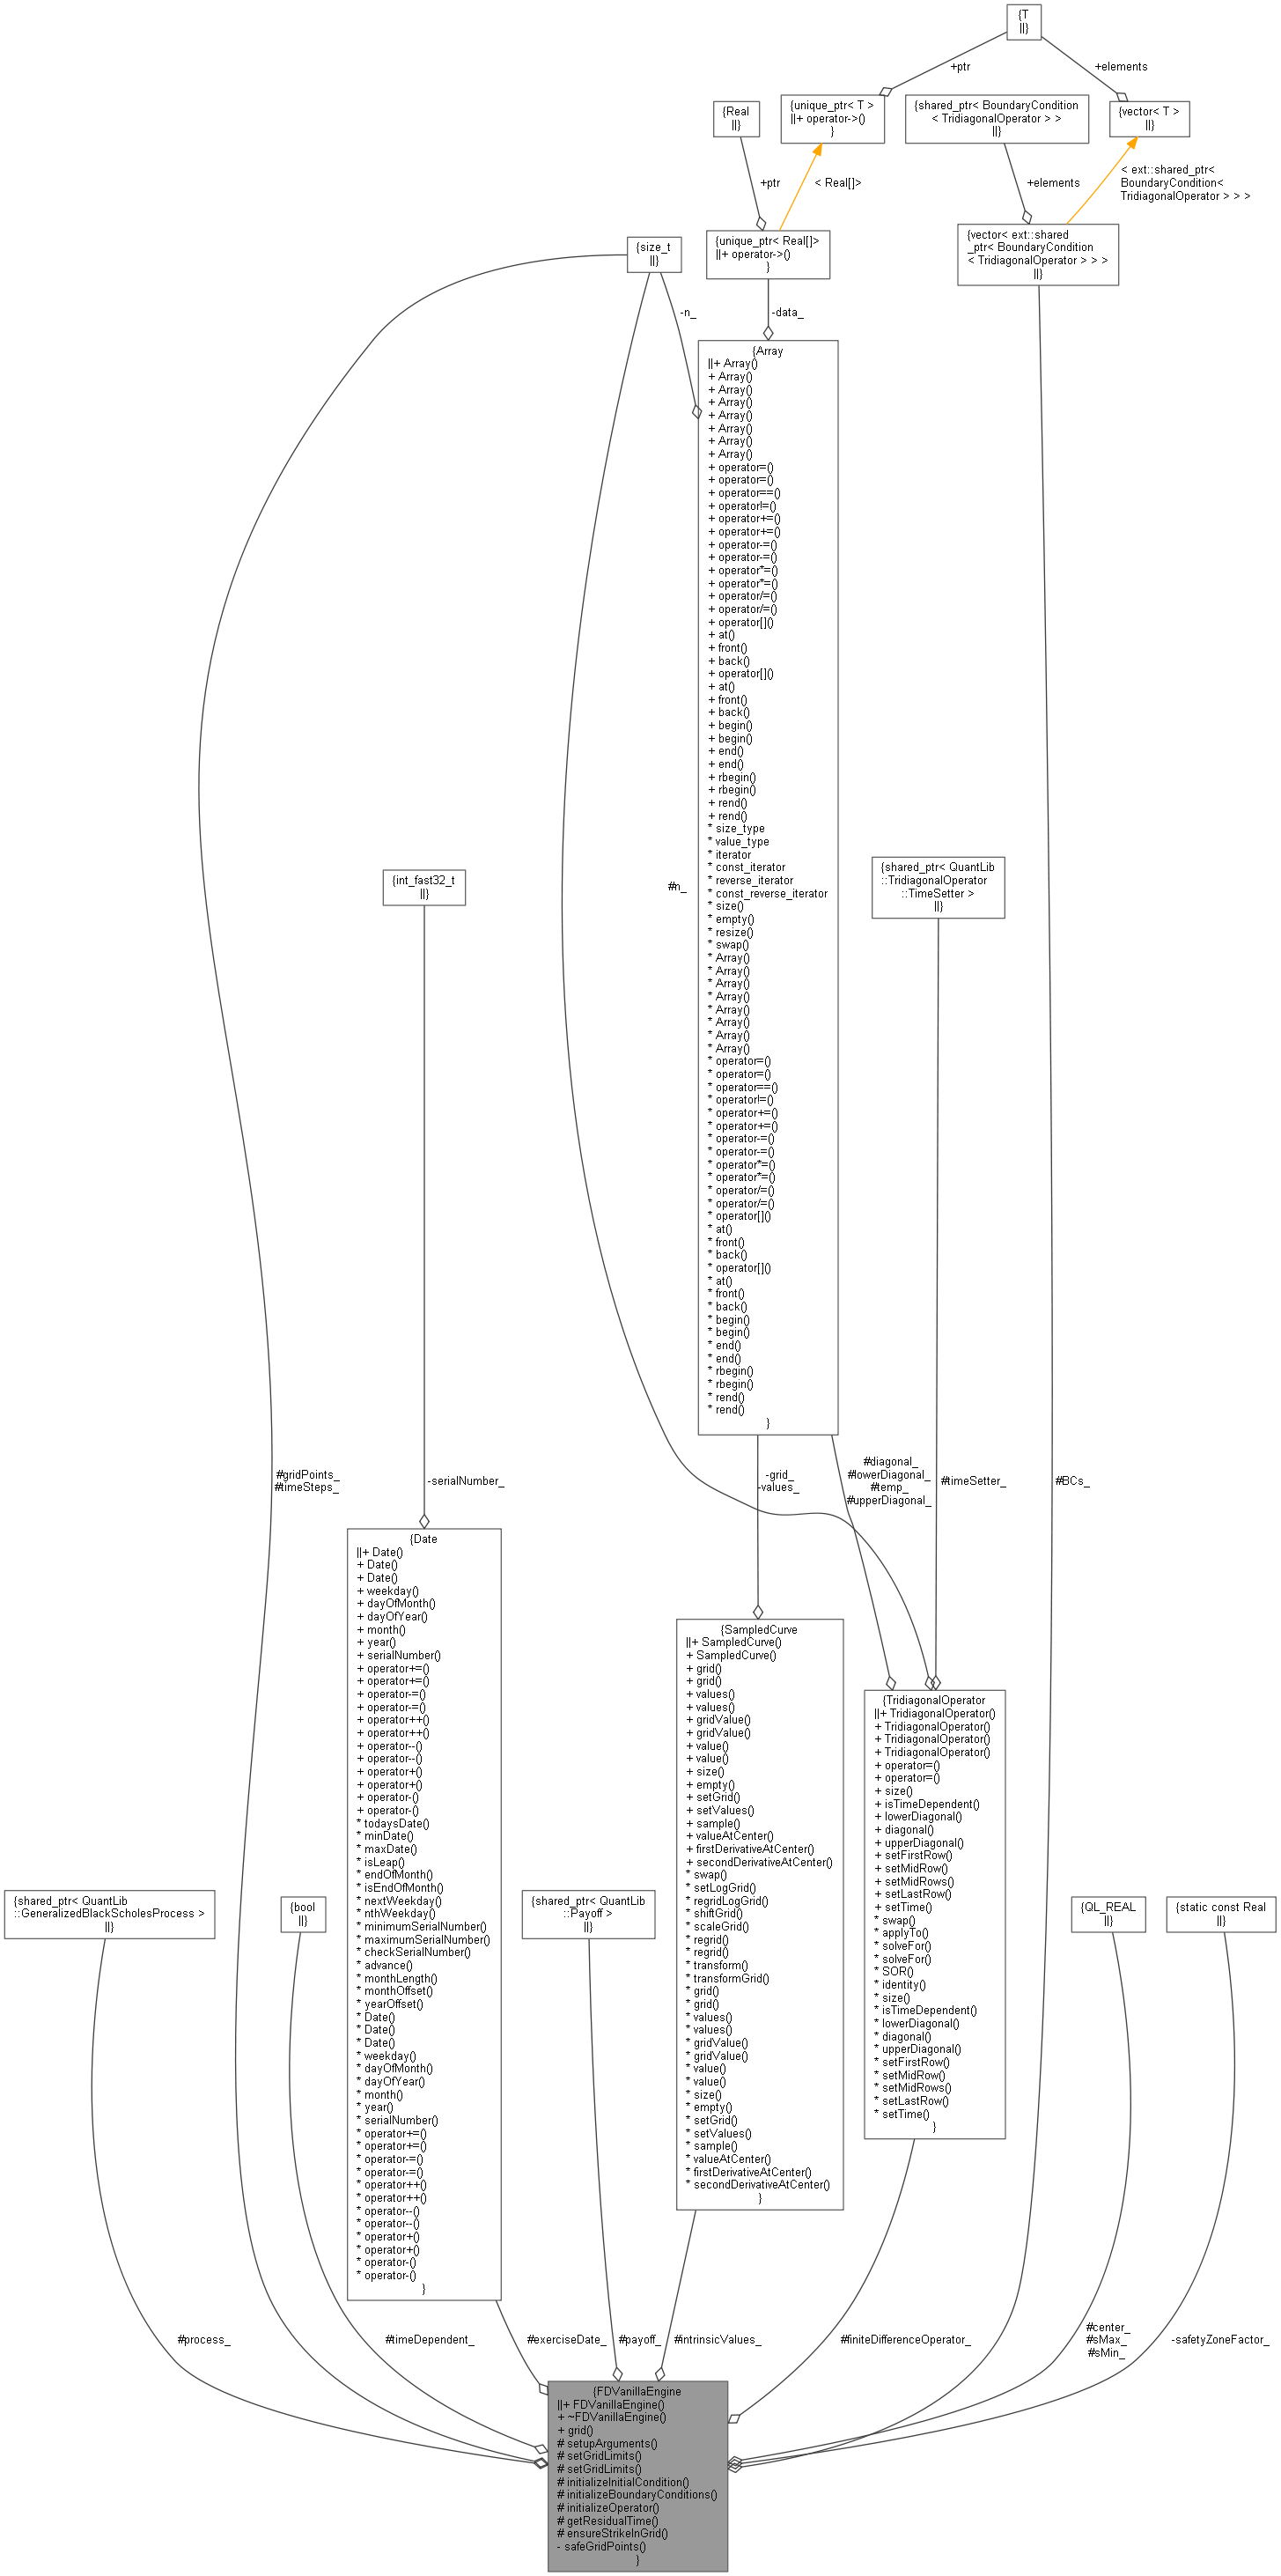 {T
||}
+ptr
+elements
{Real
||}
{unique_ptr< T >
||+ operator->()
}
{shared_ptr< BoundaryCondition
< TridiagonalOperator > >
||}
{vector< T >
||}
+ptr
< Real[]>
+elements
< ext::shared_ptr<
BoundaryCondition<
TridiagonalOperator > > >
{size_t
||}
{unique_ptr< Real[]>
||+ operator->()
}
{vector< ext::shared
_ptr< BoundaryCondition
< TridiagonalOperator > > >
||}
-n_
-data_
{Array
||+ Array()
+ Array()
+ Array()
+ Array()
+ Array()
+ Array()
+ Array()
+ Array()
+ operator=()
+ operator=()
+ operator==()
+ operator!=()
+ operator+=()
+ operator+=()
+ operator-=()
+ operator-=()
+ operator*=()
+ operator*=()
+ operator/=()
+ operator/=()
+ operator[]()
+ at()
+ front()
+ back()
+ operator[]()
+ at()
+ front()
+ back()
+ begin()
+ begin()
+ end()
+ end()
+ rbegin()
+ rbegin()
+ rend()
+ rend()
* size_type
* value_type
* iterator
* const_iterator
* reverse_iterator
* const_reverse_iterator
* size()
* empty()
* resize()
* swap()
* Array()
* Array()
* Array()
* Array()
* Array()
* Array()
* Array()
* Array()
* operator=()
* operator=()
* operator==()
* operator!=()
* operator+=()
* operator+=()
* operator-=()
* operator-=()
* operator*=()
* operator*=()
* operator/=()
* operator/=()
* operator[]()
* at()
* front()
* back()
* operator[]()
* at()
* front()
* back()
* begin()
* begin()
* end()
* end()
* rbegin()
* rbegin()
* rend()
* rend()
}
{int_fast32_t
||}
#n_
{shared_ptr< QuantLib
::TridiagonalOperator
::TimeSetter >
||}
#gridPoints_
#timeSteps_
-serialNumber_
-grid_
-values_
#diagonal_
#lowerDiagonal_
#temp_
#upperDiagonal_
#timeSetter_
#BCs_
{Date
||+ Date()
+ Date()
+ Date()
+ weekday()
+ dayOfMonth()
+ dayOfYear()
+ month()
+ year()
+ serialNumber()
+ operator+=()
+ operator+=()
+ operator-=()
+ operator-=()
+ operator++()
+ operator++()
+ operator--()
+ operator--()
+ operator+()
+ operator+()
+ operator-()
+ operator-()
* todaysDate()
* minDate()
* maxDate()
* isLeap()
* endOfMonth()
* isEndOfMonth()
* nextWeekday()
* nthWeekday()
* minimumSerialNumber()
* maximumSerialNumber()
* checkSerialNumber()
* advance()
* monthLength()
* monthOffset()
* yearOffset()
* Date()
* Date()
* Date()
* weekday()
* dayOfMonth()
* dayOfYear()
* month()
* year()
* serialNumber()
* operator+=()
* operator+=()
* operator-=()
* operator-=()
* operator++()
* operator++()
* operator--()
* operator--()
* operator+()
* operator+()
* operator-()
* operator-()
}
{SampledCurve
||+ SampledCurve()
+ SampledCurve()
+ grid()
+ grid()
+ values()
+ values()
+ gridValue()
+ gridValue()
+ value()
+ value()
+ size()
+ empty()
+ setGrid()
+ setValues()
+ sample()
+ valueAtCenter()
+ firstDerivativeAtCenter()
+ secondDerivativeAtCenter()
* swap()
* setLogGrid()
* regridLogGrid()
* shiftGrid()
* scaleGrid()
* regrid()
* regrid()
* transform()
* transformGrid()
* grid()
* grid()
* values()
* values()
* gridValue()
* gridValue()
* value()
* value()
* size()
* empty()
* setGrid()
* setValues()
* sample()
* valueAtCenter()
* firstDerivativeAtCenter()
* secondDerivativeAtCenter()
}
{TridiagonalOperator
||+ TridiagonalOperator()
+ TridiagonalOperator()
+ TridiagonalOperator()
+ TridiagonalOperator()
+ operator=()
+ operator=()
+ size()
+ isTimeDependent()
+ lowerDiagonal()
+ diagonal()
+ upperDiagonal()
+ setFirstRow()
+ setMidRow()
+ setMidRows()
+ setLastRow()
+ setTime()
* swap()
* applyTo()
* solveFor()
* solveFor()
* SOR()
* identity()
* size()
* isTimeDependent()
* lowerDiagonal()
* diagonal()
* upperDiagonal()
* setFirstRow()
* setMidRow()
* setMidRows()
* setLastRow()
* setTime()
}
{shared_ptr< QuantLib
::GeneralizedBlackScholesProcess >
||}
{bool
||}
{shared_ptr< QuantLib
::Payoff >
||}
{QL_REAL
||}
{static const Real
||}
#process_
#timeDependent_
#exerciseDate_
#payoff_
#intrinsicValues_
#finiteDifferenceOperator_
#center_
#sMax_
#sMin_
-safetyZoneFactor_
{FDVanillaEngine
||+ FDVanillaEngine()
+ ~FDVanillaEngine()
+ grid()
# setupArguments()
# setGridLimits()
# setGridLimits()
# initializeInitialCondition()
# initializeBoundaryConditions()
# initializeOperator()
# getResidualTime()
# ensureStrikeInGrid()
- safeGridPoints()
}